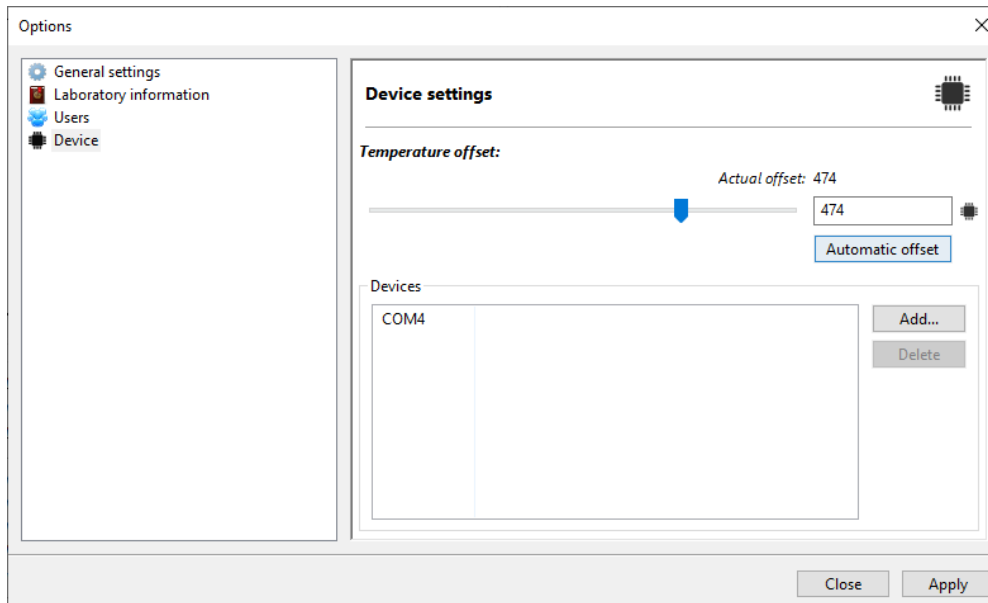 Options
General settings
Laboratory information
Users
Device
Device settings
Temperature offset:
Actual offset: 474
474
Automatic offset
Devices
COM4
Add...
Delete
Close
Apply